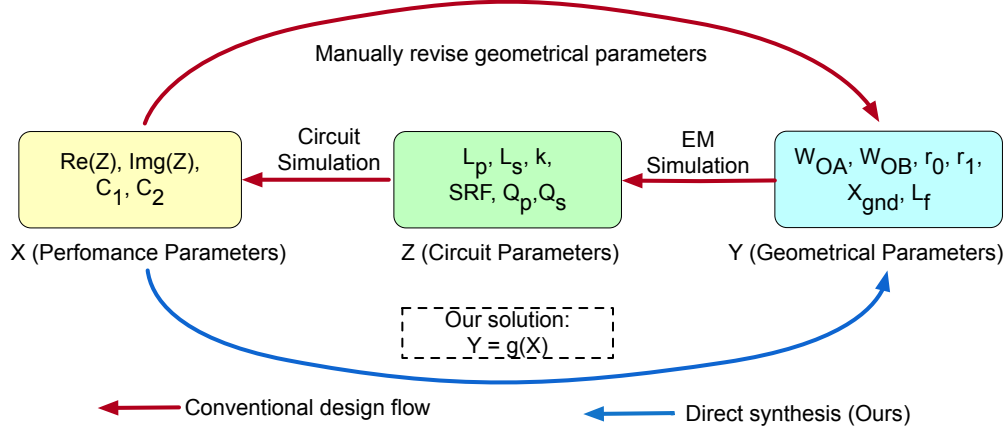 Manually revise geometrical parameters
Circuit
Simulation
EM
Simulation
Re(Z), Img(Z),
C1, C2
Lp, Ls, k,
SRF, Qp,Qs
WOA, WOB, r0, r1,
Xgnd, Lf
X (Perfomance Parameters)
Z (Circuit Parameters)
Y (Geometrical Parameters)
Our solution:
Y = g(X)
Conventional design flow
Direct synthesis (Ours)